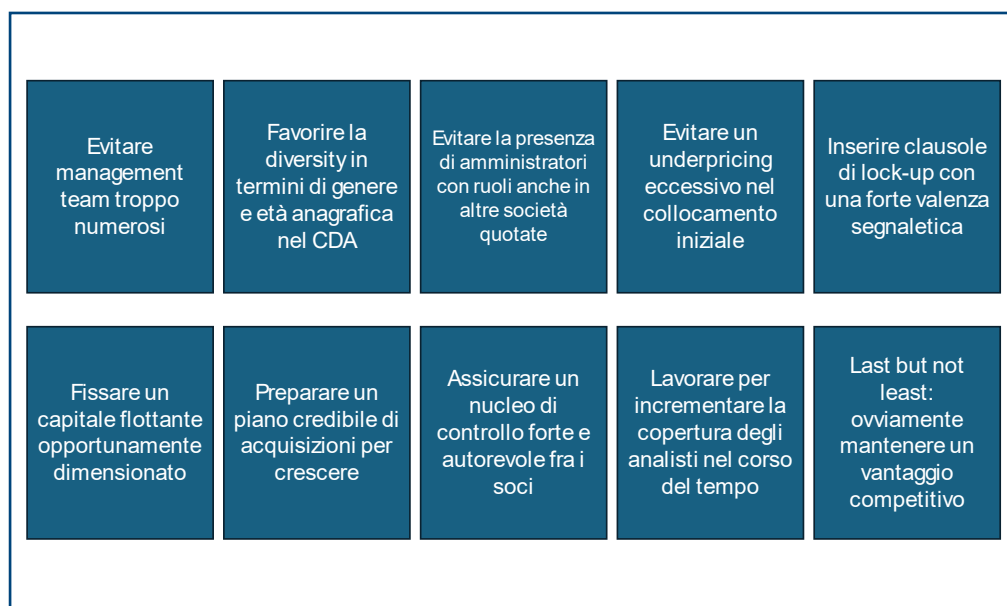 Evitare
management
team troppo
numerosi
Favorire la
diversity in
termini di genere
e età anagrafica
nel CDA
Evitare la presenza
di amministratori
con ruoli anche in
altre società
quotate
Evitare un
underpricing
eccessivo nel
collocamento
iniziale
Inserire clausole
di lock-up con
una forte valenza
segnaletica
Fissare un
capitale flottante
opportunamente
dimensionato
Preparare un
piano credibile di
acquisizioni per
crescere
Assicurare un
nucleo di
controllo forte e
autorevole fra i
soci
Lavorare per
incrementare la
copertura degli
analisti nel corso
del tempo
Last but not
least:
ovviamente
mantenere un
vantaggio
competitivo